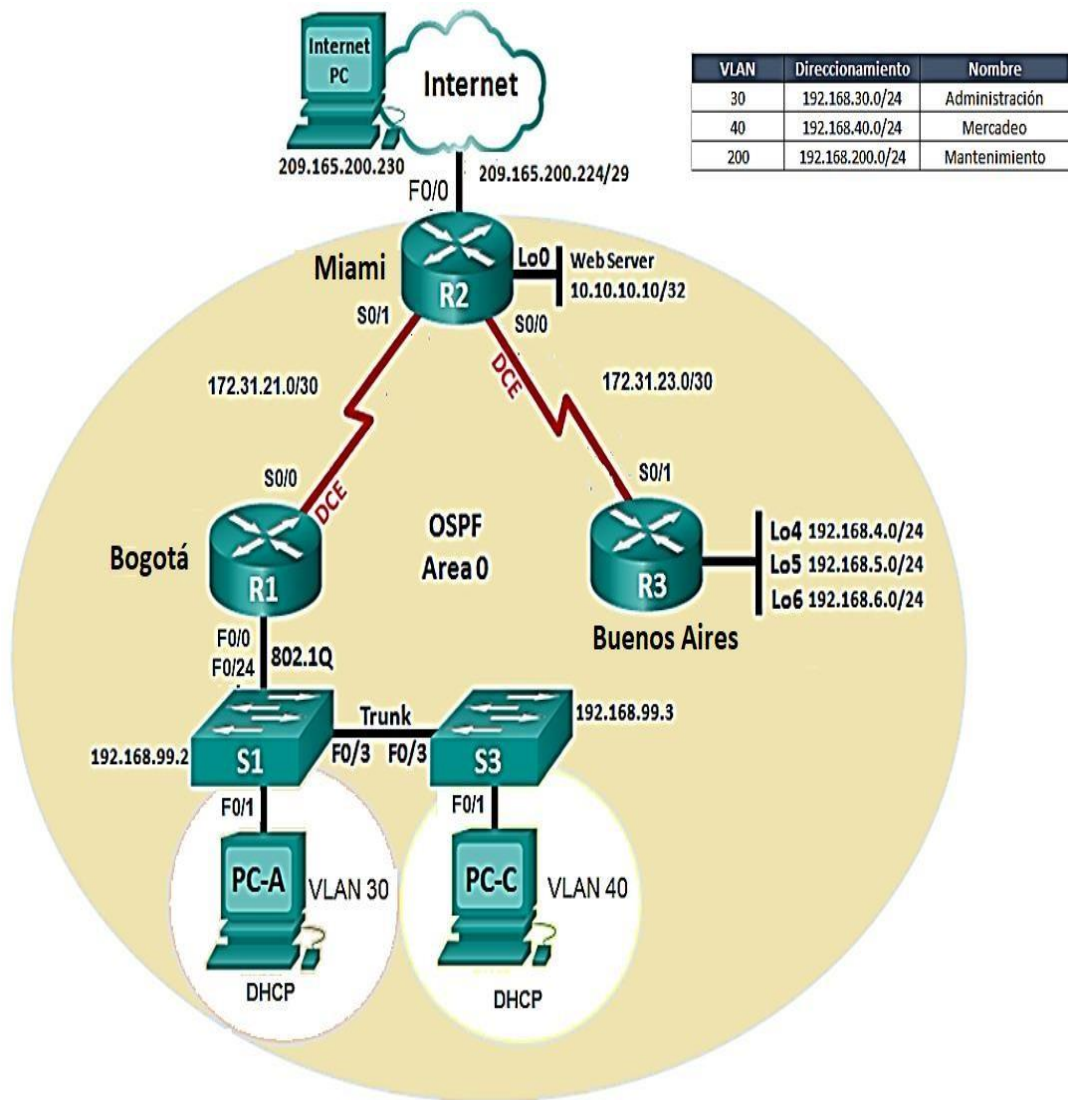 Internet
PC
Internet
209.165.200.230
209.165.200.224/29
F0/0
VLAN Direccionamiento Nombre
30 192.168.30.0/24 Administración
40 192.168.40.0/24 Mercadeo
200 192.168.200.0/24 Mantenimiento
Miami
R2
Lo0
Web Server
10.10.10.10/32
S0/1
S0/0
DCE
172.31.21.0/30
172.31.23.0/30
S0/0
DCE
S0/1
Bogotá
R1
OSPF
Area 0
R3
Buenos Aires
Lo4 192.168.4.0/24
Lo5 192.168.5.0/24
Lo6 192.168.6.0/24
F0/0
F0/24
802.1Q
192.168.99.2
S1
Trunk
F0/3 F0/3
S3
192.168.99.3
F0/1
F0/1
PC-A
VLAN 30
DHCP
PC-C
VLAN 40
DHCP